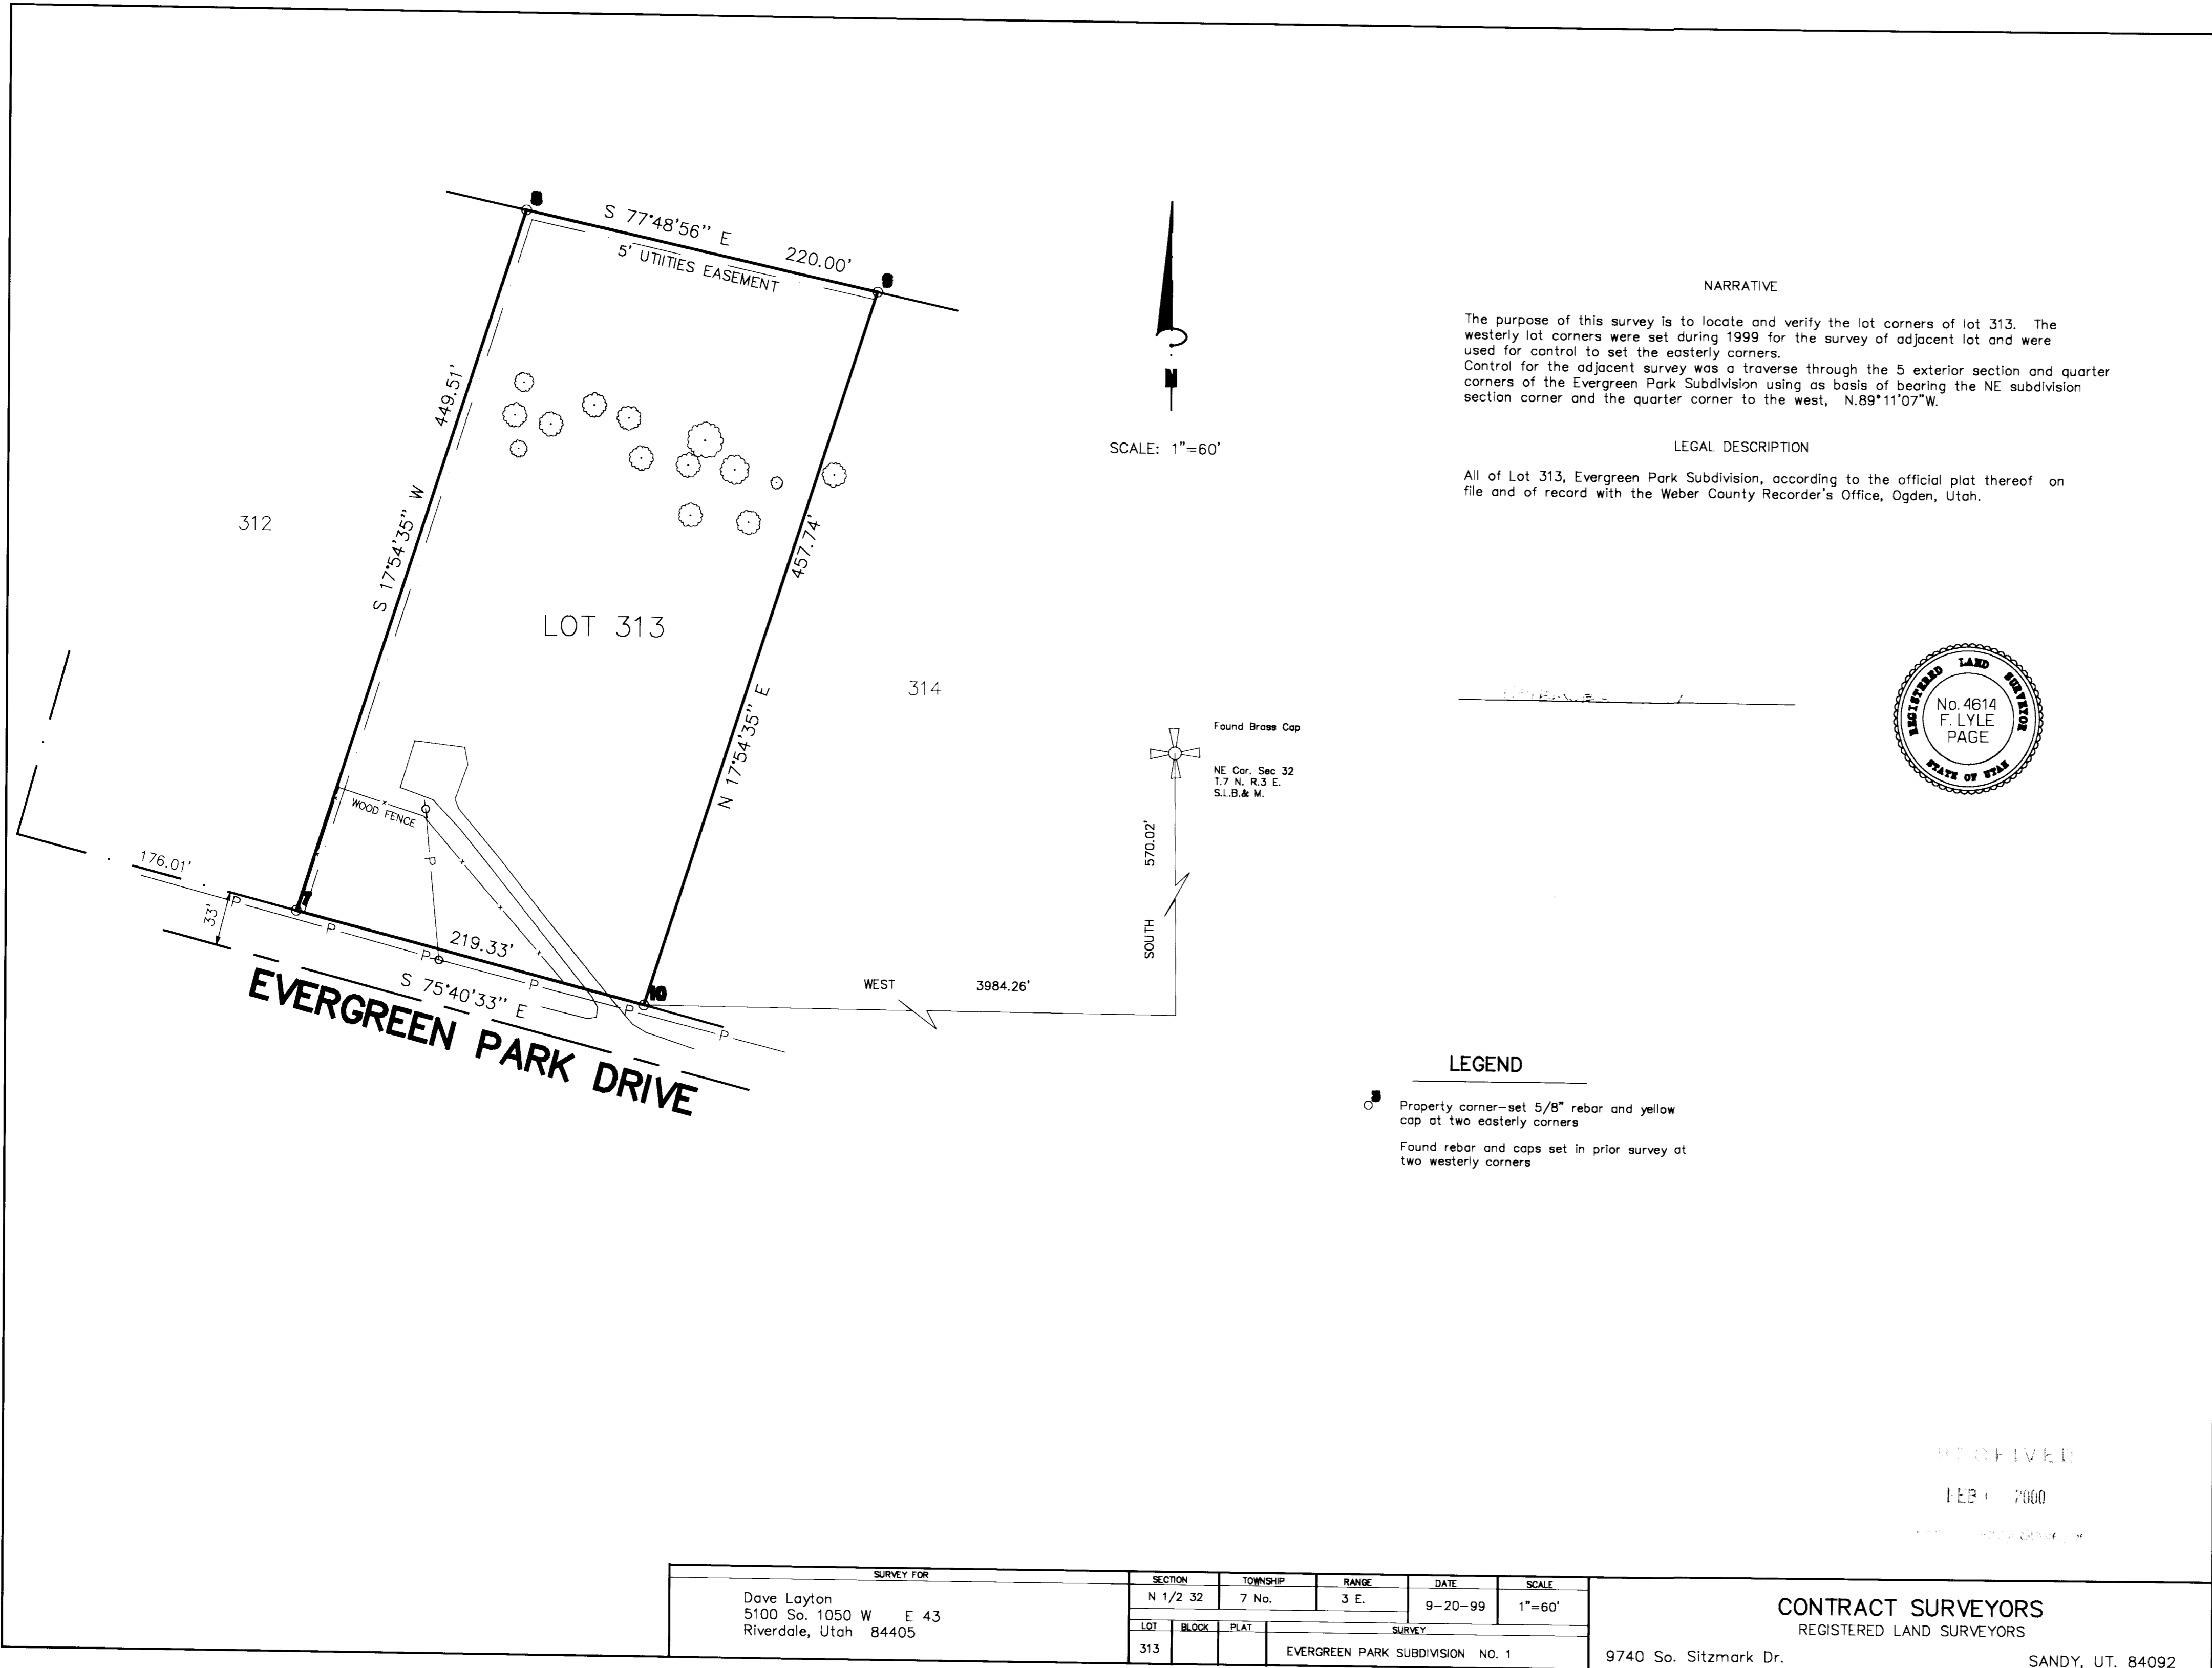 S 77°48'56" E 220.00'
5' UTIITIES EASEMENT
449.51'
S 17°54'35" W
457.74'
N 17°54'35" E
312
LOT 313
314
WOOD FENCE
176.01'
33'
7
10
P
P
P
P
P
P
P
219.33'
S 75°40'33" E
EVERGREEN PARK DRIVE
WEST 3984.26'
SOUTH 570.02'
Found Brass Cap
NE Cor. Sec 32
T.7 N. R.3 E.
S.L.B.& M.
N
SCALE: 1"=60'
NARRATIVE
The purpose of this survey is to locate and verify the lot corners of lot 313. The
westerly lot corners were set during 1999 for the survey of adjacent lot and were
used for control to set the easterly corners.
Control for the adjacent survey was a traverse through the 5 exterior section and quarter
corners of the Evergreen Park Subdivision using as basis of bearing the NE subdivision
section corner and the quarter corner to the west, N.89°11'07"W.
LEGAL DESCRIPTION
All of Lot 313, Evergreen Park Subdivision, according to the official plat thereof on
file and of record with the Weber County Recorder's Office, Ogden, Utah.
REGISTERED LAND SURVEYOR
No. 4614
F. LYLE
PAGE
STATE OF UTAH
LEGEND
Property corner-set 5/8" rebar and yellow
cap at two easterly corners
Found rebar and caps set in prior survey at
two westerly corners
FEB 2000
SURVEY FOR
Dave Layton
5100 So. 1050 W E 43
Riverdale, Utah 84405
SECTION TOWNSHIP RANGE DATE SCALE
N 1/2 32 7 No. 3 E. 9-20-99 1"=60'
LOT BLOCK PLAT SURVEY
313 EVERGREEN PARK SUBDIVISION NO. 1
CONTRACT SURVEYORS
REGISTERED LAND SURVEYORS
9740 So. Sitzmark Dr. SANDY, UT. 84092